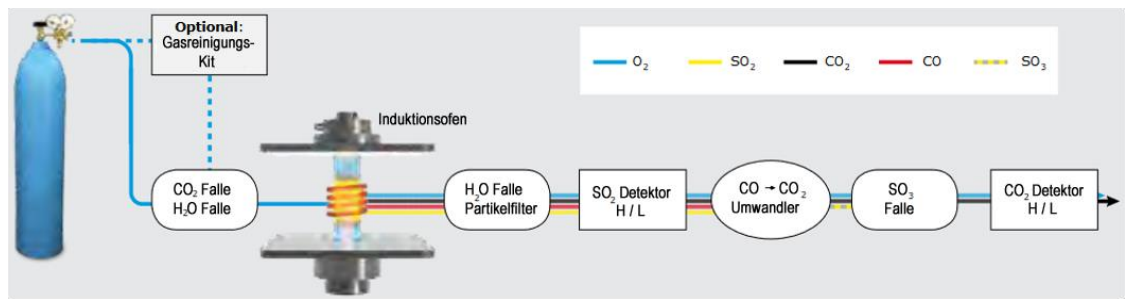 Optional:
Gasreinigungs-
Kit
O₂
SO₂
CO₂
CO
SO₃
Induktionsofen
CO₂ Falle
H₂O Falle
H₂O Falle
Partikelfilter
SO₂ Detektor
H / L
CO → CO₂
Umwandler
SO₃
Falle
CO₂ Detektor
H / L